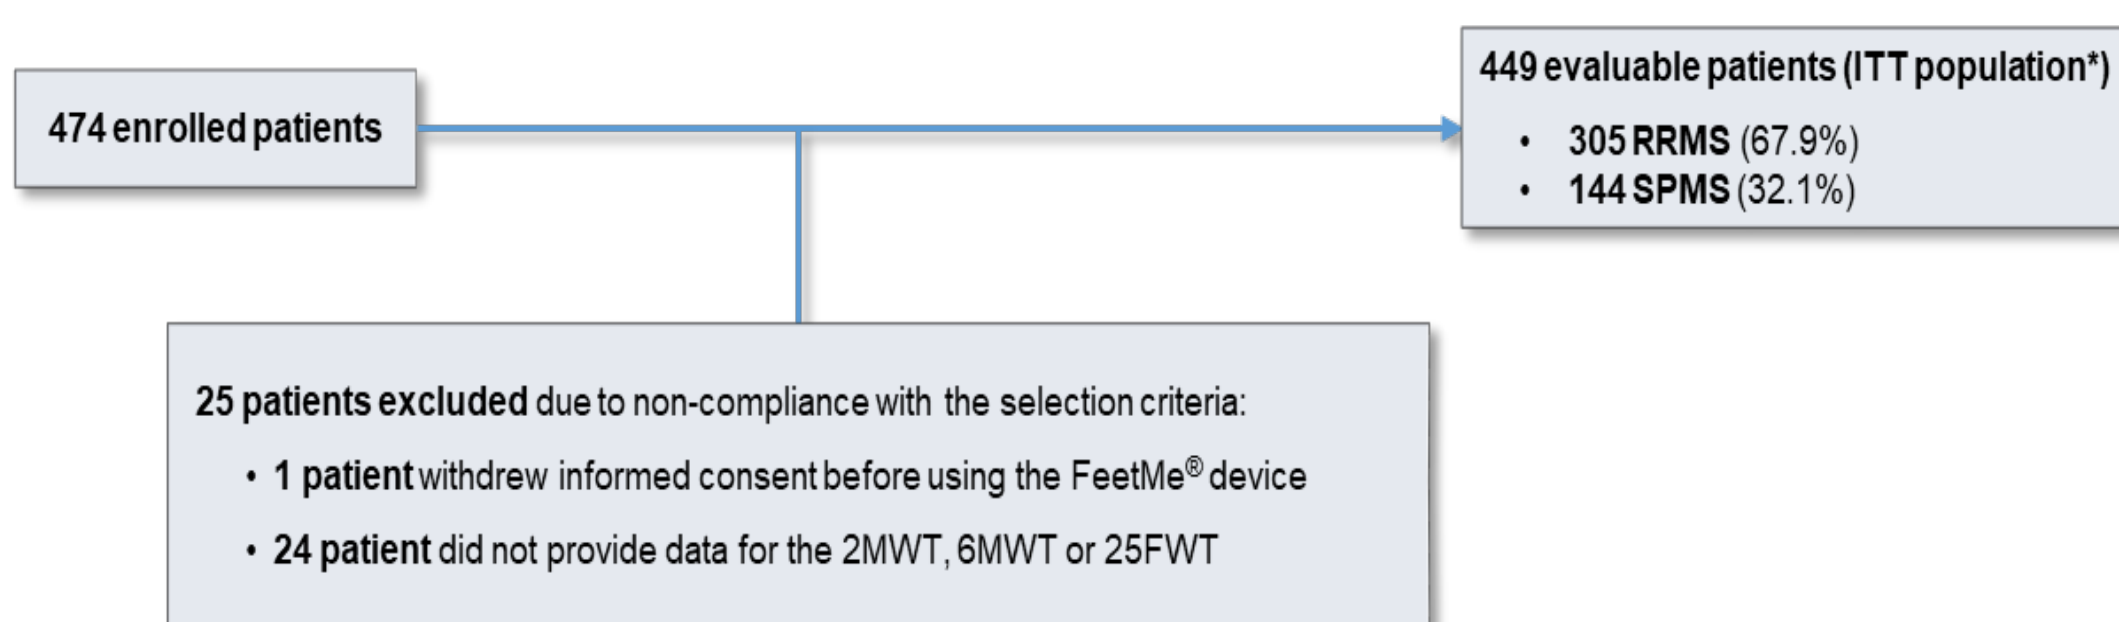 474 enrolled patients
449 evaluable patients (ITT population*)
• 305 RRMS (67.9%)
• 144 SPMS (32.1%)
25 patients excluded due to non-compliance with the selection criteria:
• 1 patient withdrew informed consent before using the FeetMe® device
• 24 patient did not provide data for the 2MWT, 6MWT or 25FWT